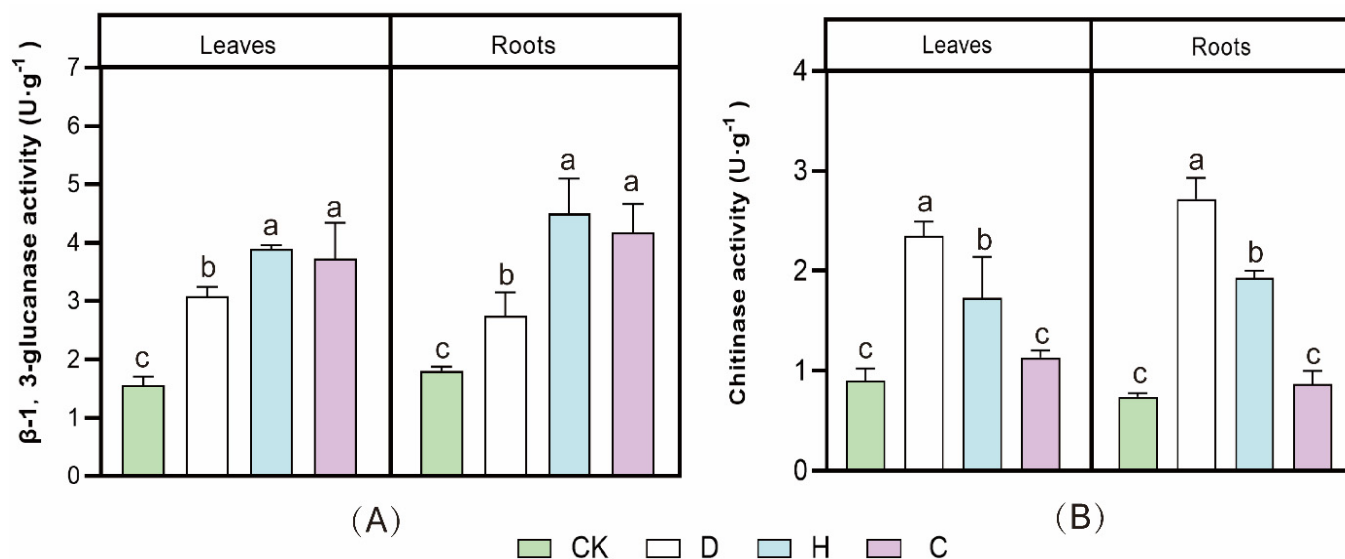 Leaves Roots
β-1, 3-glucanase activity (U·g⁻¹)
7
6
5
4
3
2
1
0
c b a a c b a a
(A)
Leaves Roots
Chitinase activity (U·g⁻¹)
4
3
2
1
0
c a b c c a b c
(B)
CK D H C